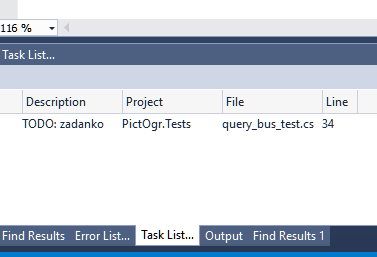 116 %
Task List...
Description Project File Line
TODO: zadanko PictOgr.Tests query_bus_test.cs 34
Find Results Error List... Task List... Output Find Results 1